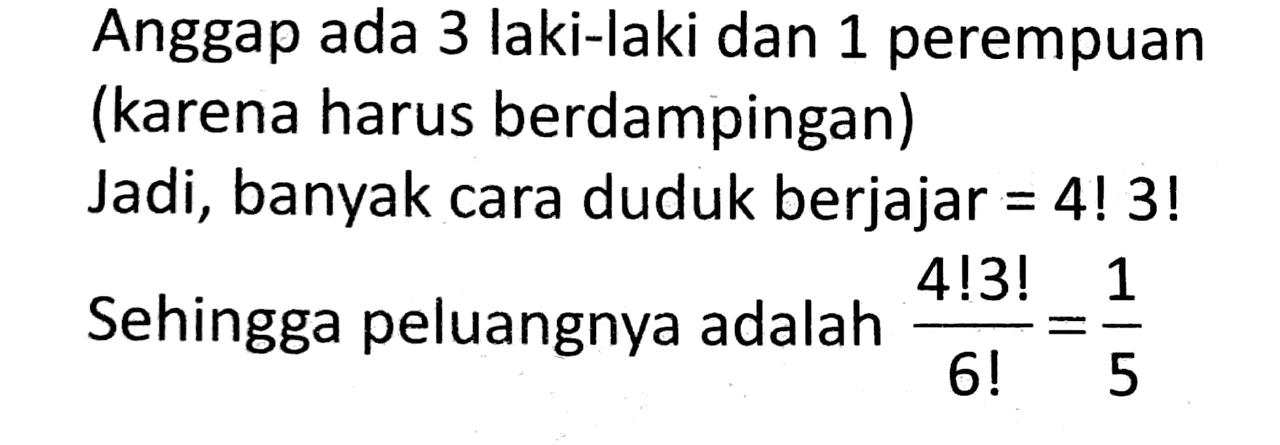 Anggap ada 3 laki-laki dan 1 perempuan
(karena harus berdampingan)
Jadi, banyak cara duduk berjajar = 4! 3!
Sehingga peluangnya adalah 4!3!/6! = 1/5